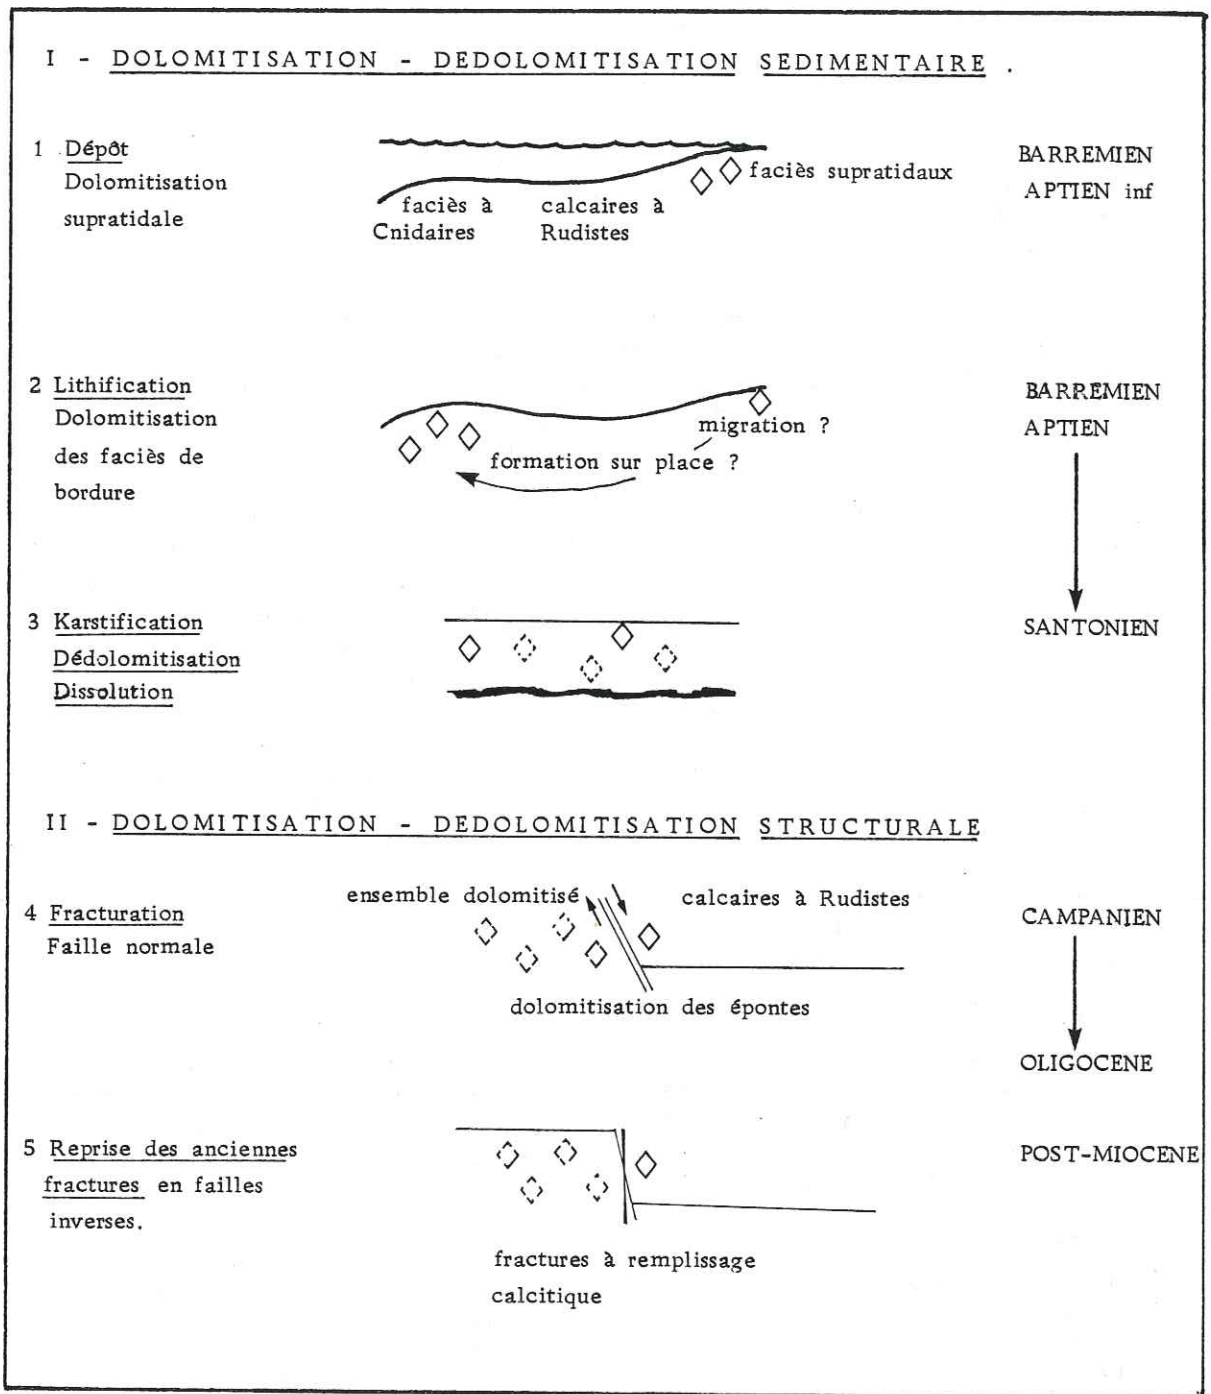 I - DOLOMITISATION - DEDOLOMITISATION SEDIMENTAIRE .
1 Dépôt
Dolomitisation
supratidale
faciès à
Cnidaires
calcaires à
Rudistes
faciès supratidaux
BARREMIEN
APTIEN inf
2 Lithification
Dolomitisation
des faciès de
bordure
migration ?
formation sur place ?
BARREMIEN
APTIEN
3 Karstification
Dédolomitisation
Dissolution
SANTONIEN
II - DOLOMITISATION - DEDOLOMITISATION STRUCTURALE
4 Fracturation
Faille normale
ensemble dolomitisé
calcaires à Rudistes
dolomitisation des épontes
CAMPANIEN
OLIGOCENE
5 Reprise des anciennes
fractures en failles
inverses.
fractures à remplissage
calcitique
POST-MIOCENE